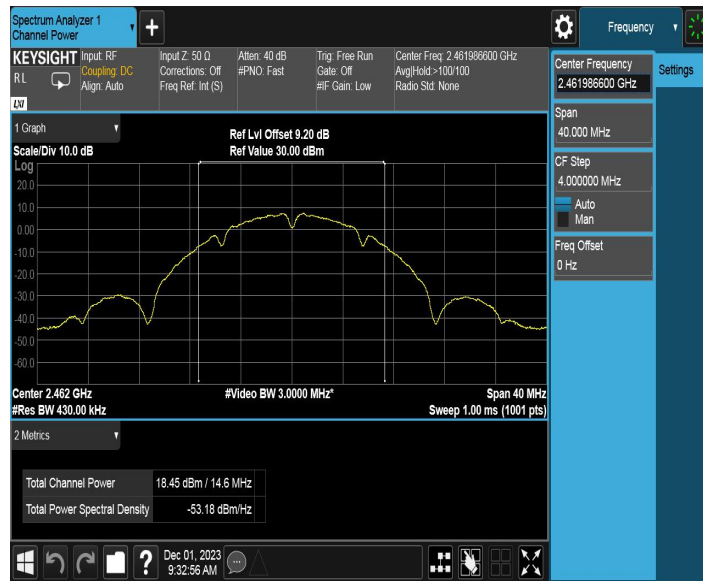 Spectrum Analyzer 1
Channel Power
+
Frequency
KEYSIGHT
RL
LXI
Input: RF
Coupling: DC
Align: Auto
Input Z: 50 Ω
Corrections: Off
Freq Ref: Int (S)
Atten: 40 dB
#PNO: Fast
Trig: Free Run
Gate: Off
#IF Gain: Low
Center Freq: 2.461986600 GHz
Avg|Hold:>100/100
Radio Std: None
Center Frequency
2.461986600 GHz
Settings
Span
40.000 MHz
CF Step
4.000000 MHz
Auto
Man
Freq Offset
0 Hz
1 Graph
Scale/Div 10.0 dB
Ref Lvl Offset 9.20 dB
Ref Value 30.00 dBm
Log
20.0
10.0
0.00
-10.0
-20.0
-30.0
-40.0
-50.0
-60.0
Center 2.462 GHz
#Video BW 3.0000 MHz*
Span 40 MHz
#Res BW 430.00 kHz
Sweep 1.00 ms (1001 pts)
2 Metrics
Total Channel Power 18.45 dBm / 14.6 MHz
Total Power Spectral Density -53.18 dBm/Hz
?
Dec 01, 2023
9:32:56 AM